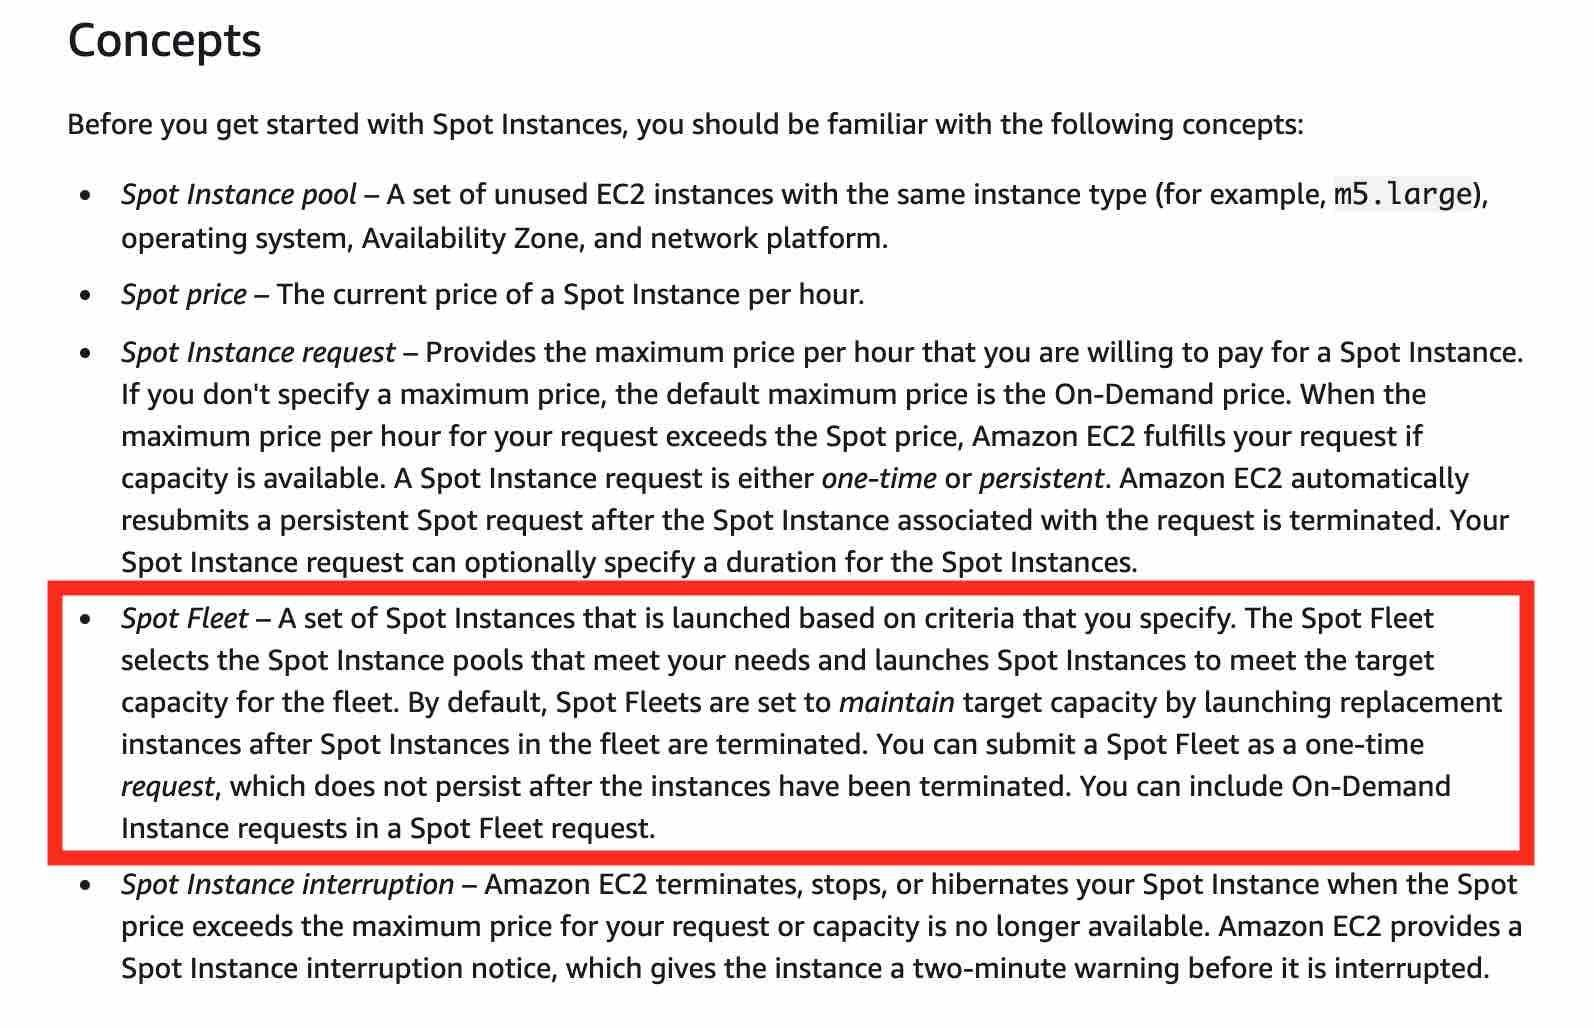 Concepts
Before you get started with Spot Instances, you should be familiar with the following concepts:
• Spot Instance pool – A set of unused EC2 instances with the same instance type (for example, m5.large),
operating system, Availability Zone, and network platform.
• Spot price – The current price of a Spot Instance per hour.
• Spot Instance request – Provides the maximum price per hour that you are willing to pay for a Spot Instance.
If you don't specify a maximum price, the default maximum price is the On-Demand price. When the
maximum price per hour for your request exceeds the Spot price, Amazon EC2 fulfills your request if
capacity is available. A Spot Instance request is either one-time or persistent. Amazon EC2 automatically
resubmits a persistent Spot request after the Spot Instance associated with the request is terminated. Your
Spot Instance request can optionally specify a duration for the Spot Instances.
• Spot Fleet – A set of Spot Instances that is launched based on criteria that you specify. The Spot Fleet
selects the Spot Instance pools that meet your needs and launches Spot Instances to meet the target
capacity for the fleet. By default, Spot Fleets are set to maintain target capacity by launching replacement
instances after Spot Instances in the fleet are terminated. You can submit a Spot Fleet as a one-time
request, which does not persist after the instances have been terminated. You can include On-Demand
Instance requests in a Spot Fleet request.
• Spot Instance interruption – Amazon EC2 terminates, stops, or hibernates your Spot Instance when the Spot
price exceeds the maximum price for your request or capacity is no longer available. Amazon EC2 provides a
Spot Instance interruption notice, which gives the instance a two-minute warning before it is interrupted.